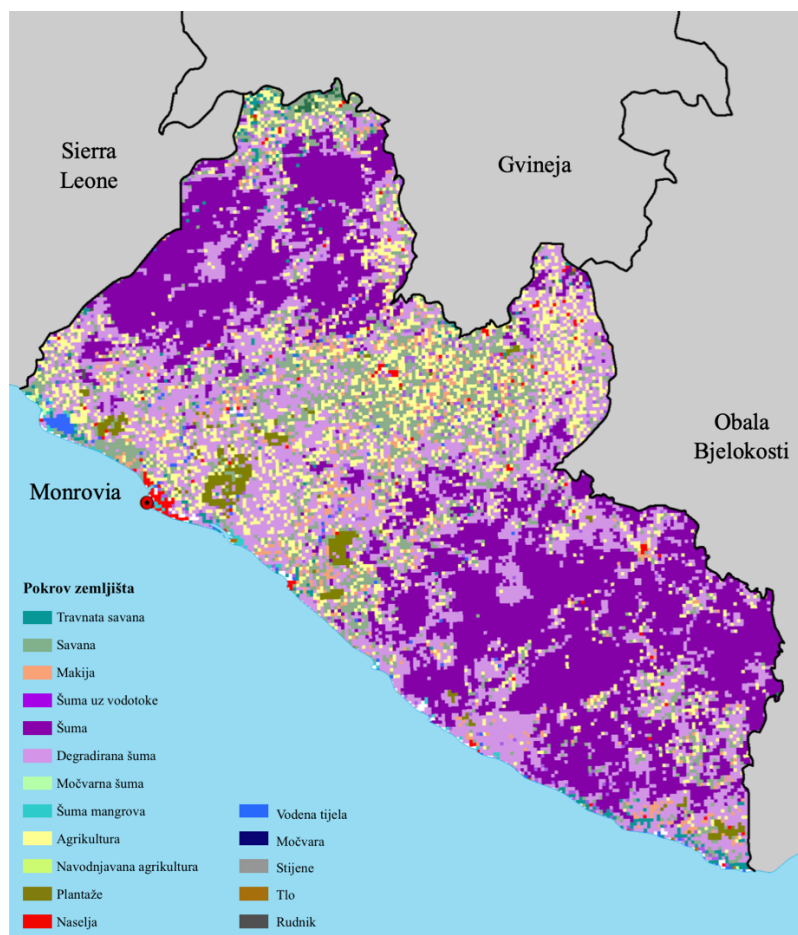 Sierra
Leone
Gvineja
Obala
Bjelokosti
Monrovia
Pokrov zemljišta
Travnata savana
Savana
Makija
Šuma uz vodotoke
Šuma
Degradirana šuma
Močvarna šuma
Šuma mangrova
Agrikultura
Navodnjavana agrikultura
Plantaže
Naselja
Vodena tijela
Močvara
Stijene
Tlo
Rudnik